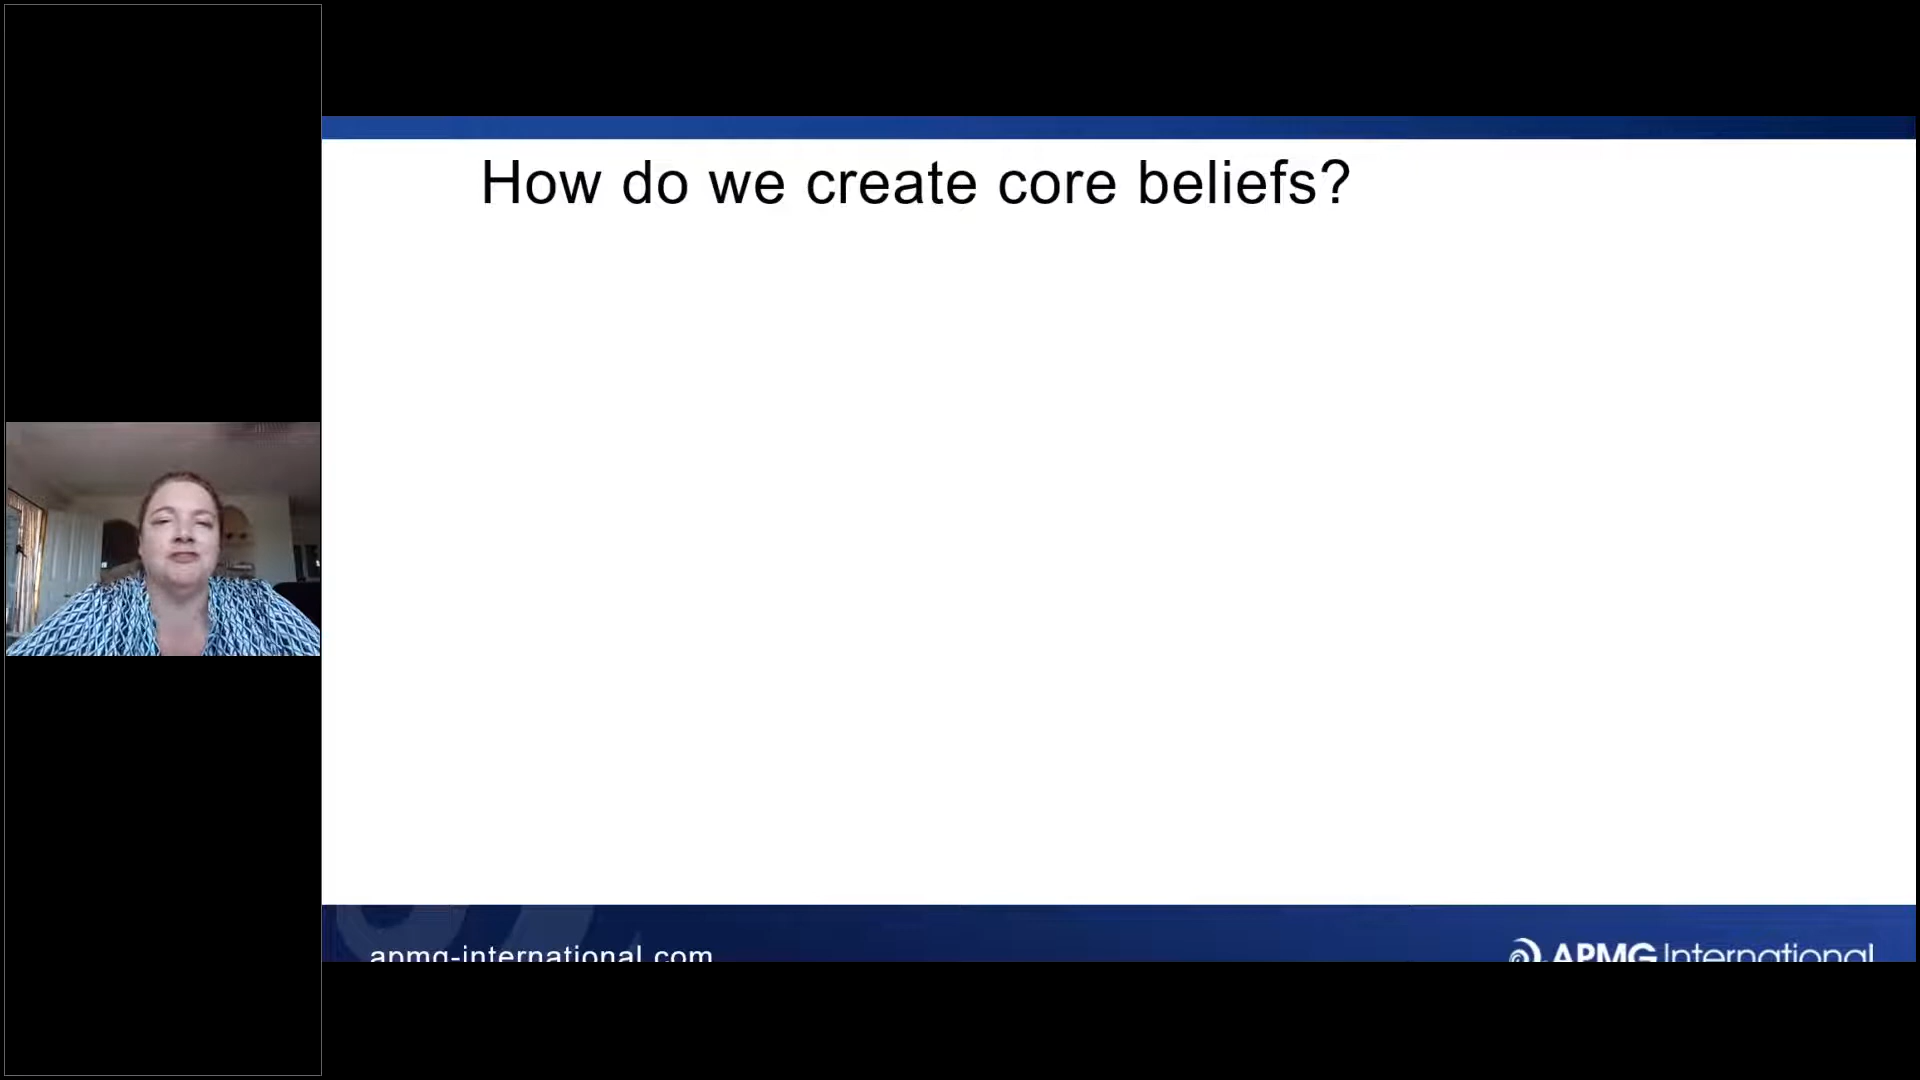 How do we create core beliefs?
apmg-international.com
APMG International